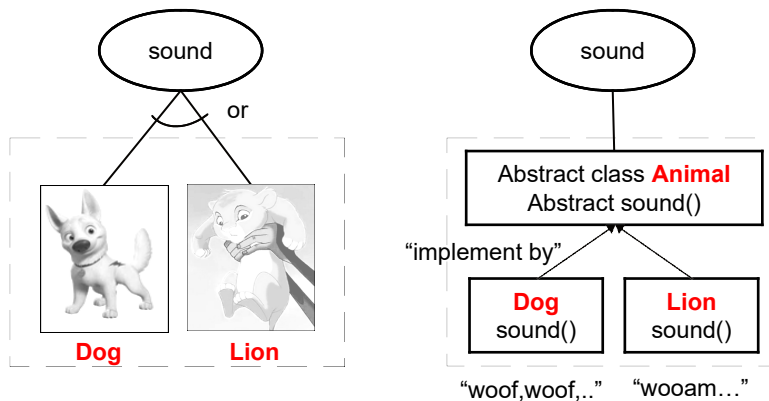 sound
or
Dog
Lion
sound
Abstract class Animal
Abstract sound()
“implement by”
Dog
sound()
Lion
sound()
“woof,woof,..”
“wooam…”